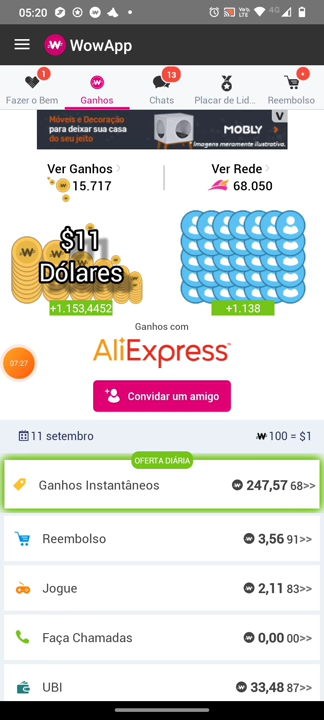 05:20
4G
WowApp
1
13
Fazer o Bem
Ganhos
Chats
Placar de Lid...
Reembolso
Móveis e Decoração
para deixar sua casa
do seu jeito
MOBLY
*Imagens meramente ilustrativa.
Ver Ganhos
15.717
Ver Rede
68.050
$11
Dólares
+1.153,4452
+1.138
Ganhos com
AliExpress
07:27
Convidar um amigo
11 setembro
100 = $1
OFERTA DIÁRIA
Ganhos Instantâneos
247,57 68>>
Reembolso
3,56 91>>
Jogue
2,11 83>>
Faça Chamadas
0,00 00>>
UBI
33,48 87>>